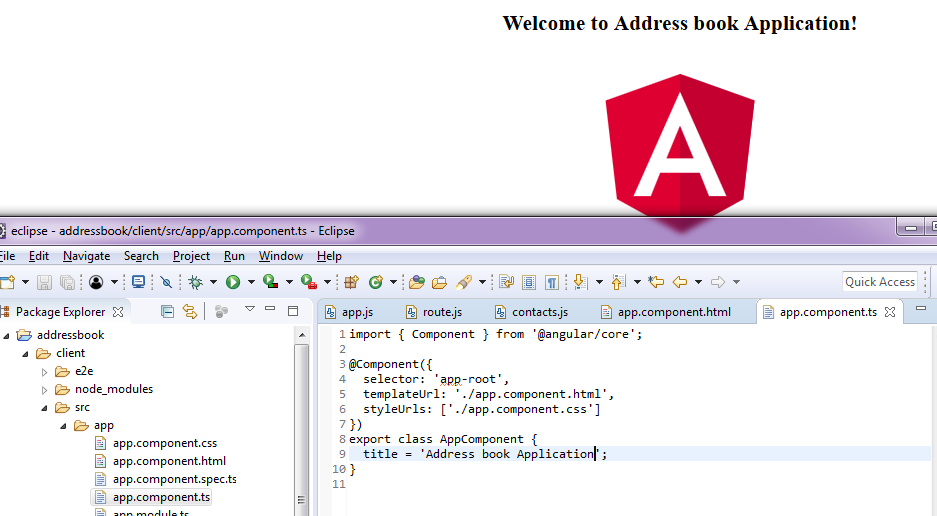 Welcome to Address book Application!
A
eclipse - addressbook/client/src/app/app.component.ts - Eclipse
File Edit Navigate Search Project Run Window Help
Quick Access
Package Explorer
addressbook
client
e2e
node_modules
src
app
app.component.css
app.component.html
app.component.spec.ts
app.component.ts
app.module.ts
app.js route.js contacts.js app.component.html app.component.ts
1 import { Component } from '@angular/core';
2
3 @Component({
4 selector: 'app-root',
5 templateUrl: './app.component.html',
6 styleUrls: ['./app.component.css']
7 })
8 export class AppComponent {
9 title = 'Address book Application';
10 }
11